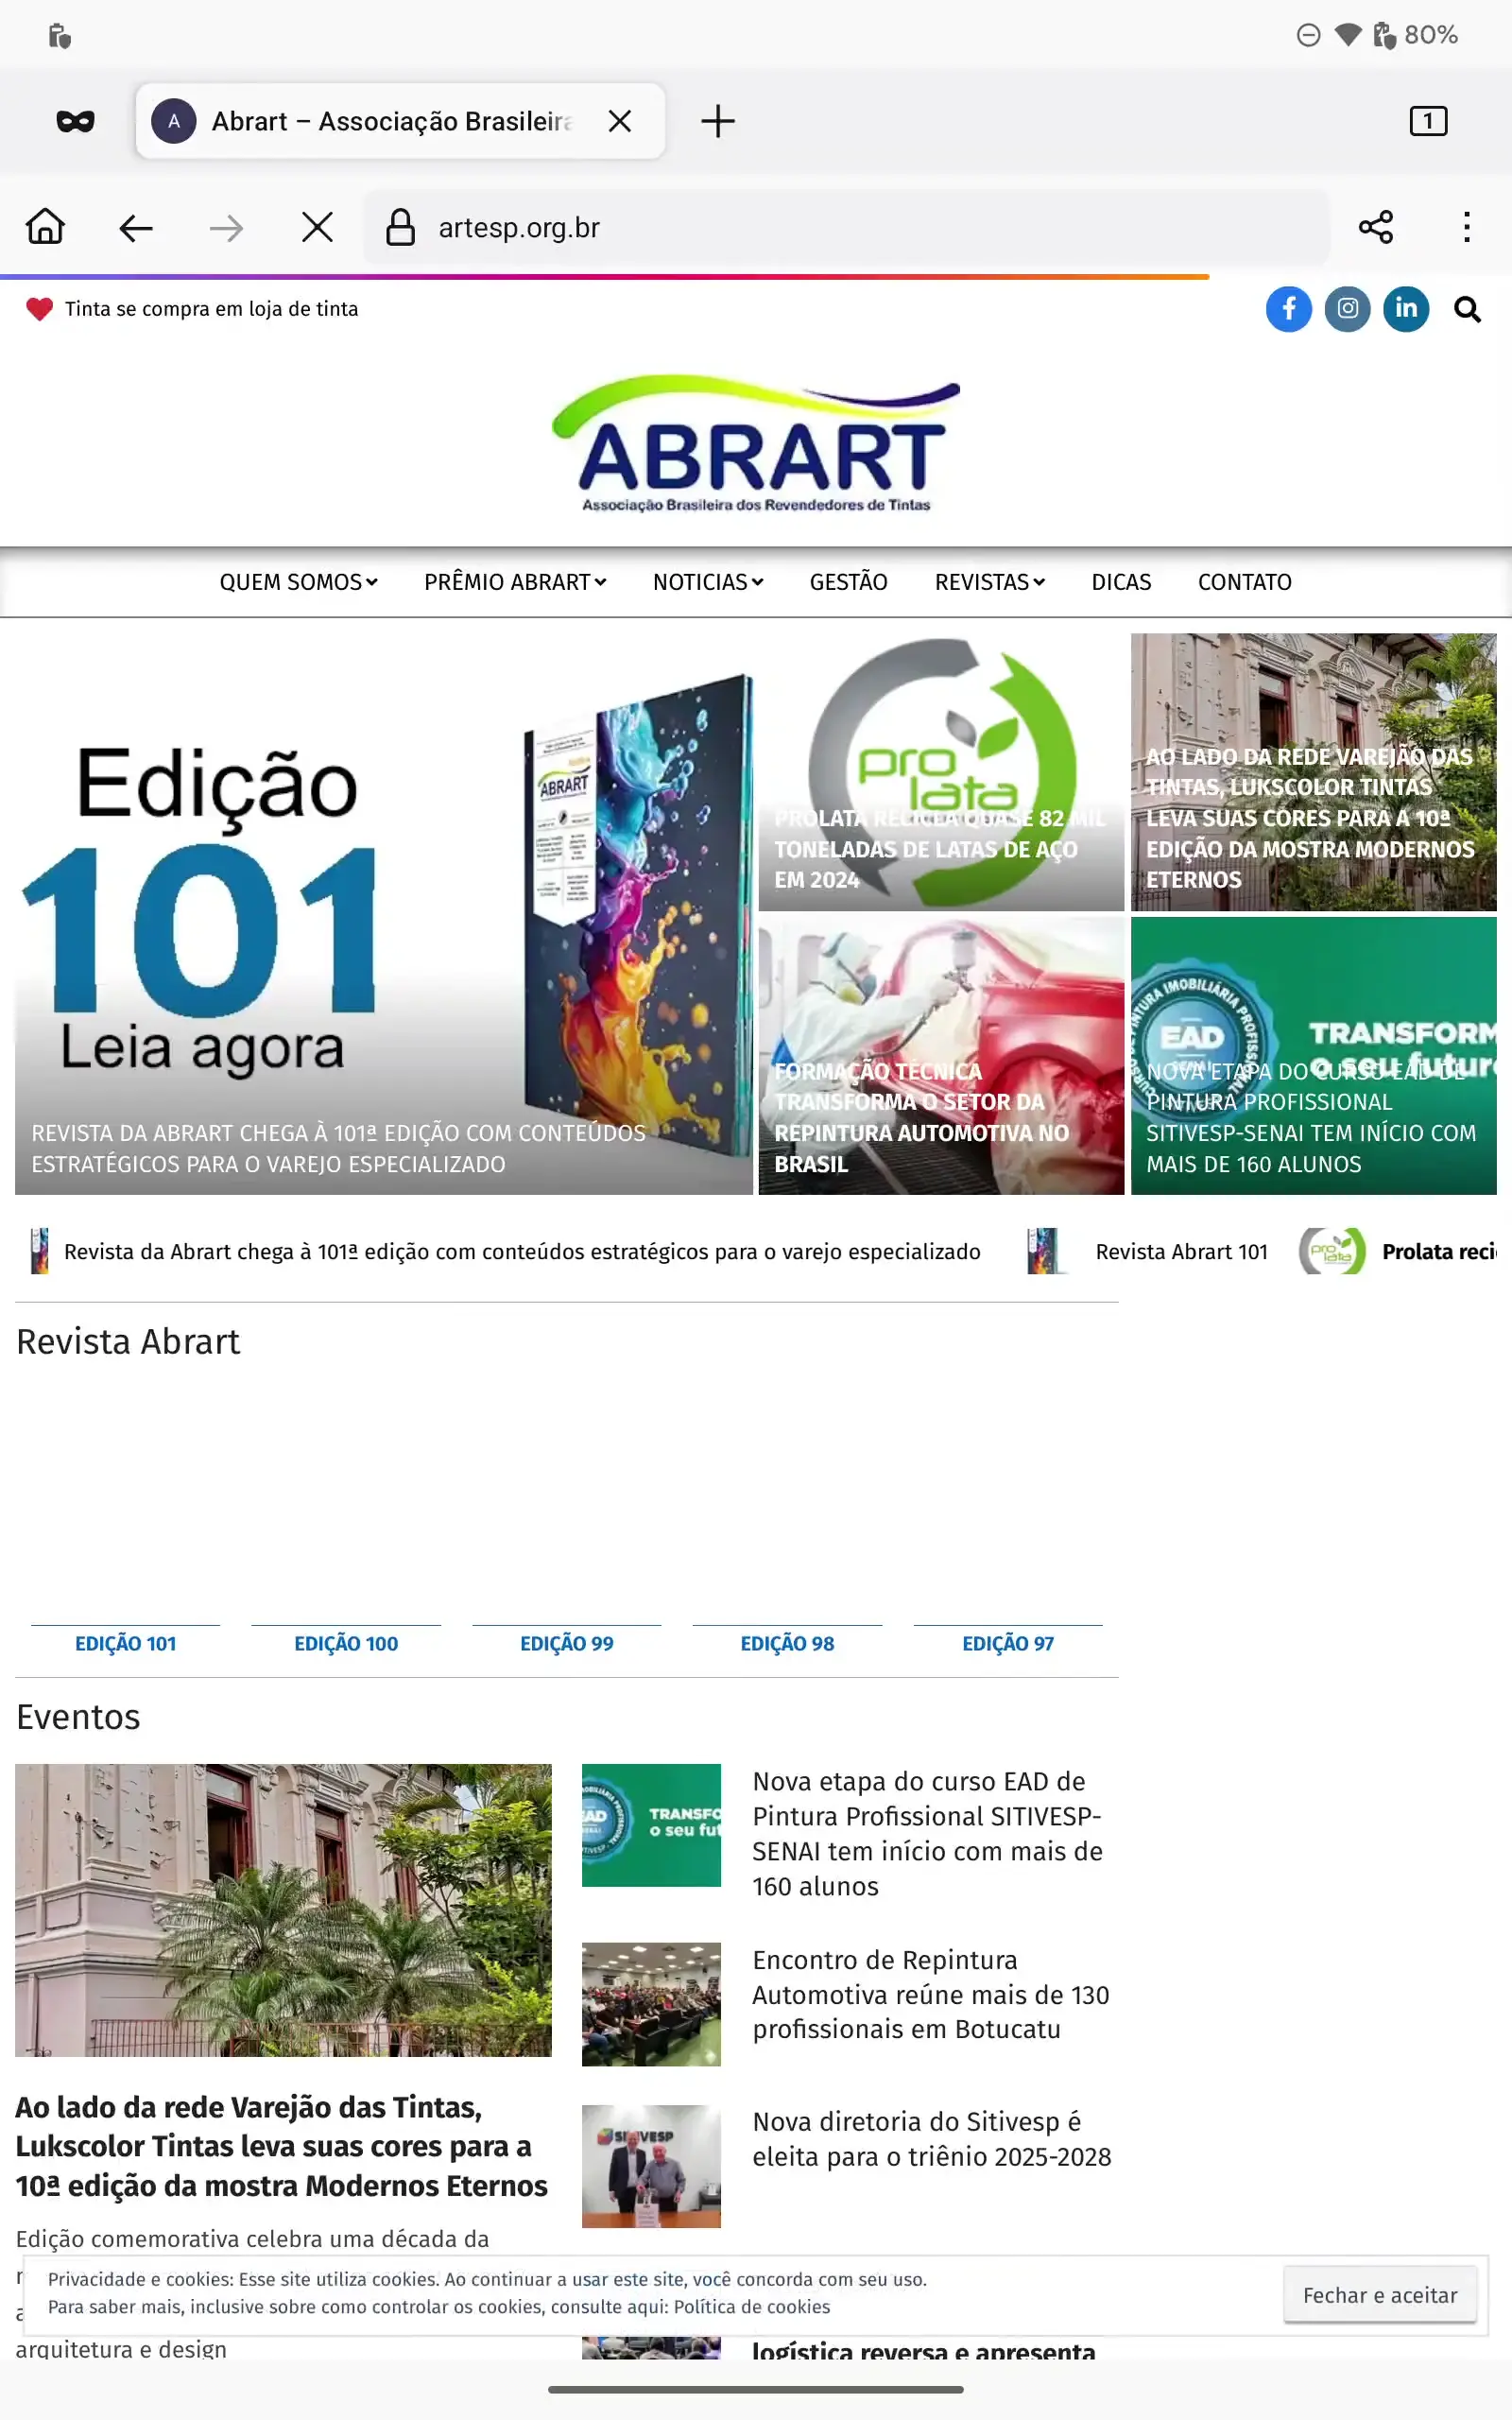 80%
A Abrart – Associação Brasileira
1
artesp.org.br
Tinta se compra em loja de tinta
ABRART
Associação Brasileira dos Revendedores de Tintas
QUEM SOMOS PRÊMIO ABRART NOTICIAS GESTÃO REVISTAS DICAS CONTATO
Edição
101
Leia agora
ABRART
REVISTA DA ABRART CHEGA À 101ª EDIÇÃO COM CONTEÚDOS
ESTRATÉGICOS PARA O VAREJO ESPECIALIZADO
pro
lata
PROLATA RECICLA QUASE 82 MIL
TONELADAS DE LATAS DE AÇO
EM 2024
AO LADO DA REDE VAREJÃO DAS
TINTAS, LUKSCOLOR TINTAS
LEVA SUAS CORES PARA A 10ª
EDIÇÃO DA MOSTRA MODERNOS
ETERNOS
FORMAÇÃO TÉCNICA
TRANSFORMA O SETOR DA
REPINTURA AUTOMOTIVA NO
BRASIL
EAD
TRANSFORM
o seu futur
NOVA ETAPA DO CURSO EAD DE
PINTURA PROFISSIONAL
SITIVESP-SENAI TEM INÍCIO COM
MAIS DE 160 ALUNOS
Revista da Abrart chega à 101ª edição com conteúdos estratégicos para o varejo especializado
Revista Abrart 101
pro lata
Prolata reci
Revista Abrart
EDIÇÃO 101 EDIÇÃO 100 EDIÇÃO 99 EDIÇÃO 98 EDIÇÃO 97
Eventos
Ao lado da rede Varejão das Tintas,
Lukscolor Tintas leva suas cores para a
10ª edição da mostra Modernos Eternos
Edição comemorativa celebra uma década da
arquitetura e design
TRANSFO
o seu fut
Nova etapa do curso EAD de
Pintura Profissional SITIVESP-
SENAI tem início com mais de
160 alunos
Encontro de Repintura
Automotiva reúne mais de 130
profissionais em Botucatu
SITIVESP
Nova diretoria do Sitivesp é
eleita para o triênio 2025-2028
logística reversa e apresenta
Privacidade e cookies: Esse site utiliza cookies. Ao continuar a usar este site, você concorda com seu uso.
Para saber mais, inclusive sobre como controlar os cookies, consulte aqui: Política de cookies
Fechar e aceitar